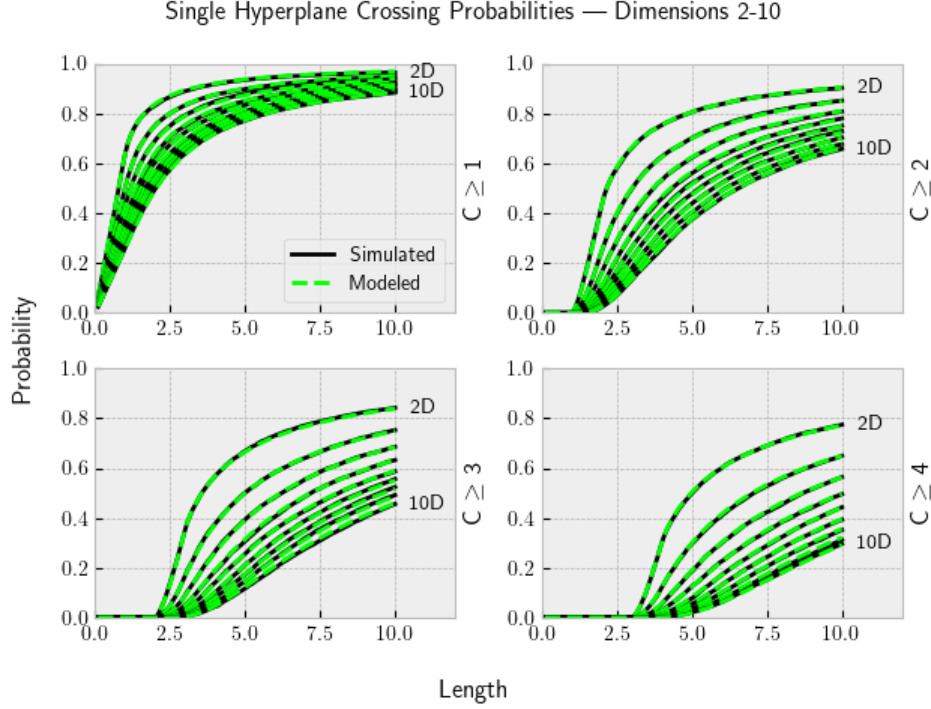 Single Hyperplane Crossing Probabilities — Dimensions 2-10
Probability
1.0
0.8
0.6
0.4
0.2
0.0
0.0 2.5 5.0 7.5 10.0
2D
10D
Simulated
Modeled
C ≥ 1
1.0
0.8
0.6
0.4
0.2
0.0
0.0 2.5 5.0 7.5 10.0
2D
10D
C ≥ 2
1.0
0.8
0.6
0.4
0.2
0.0
0.0 2.5 5.0 7.5 10.0
2D
10D
C ≥ 3
1.0
0.8
0.6
0.4
0.2
0.0
0.0 2.5 5.0 7.5 10.0
2D
10D
C ≥ 4
Length